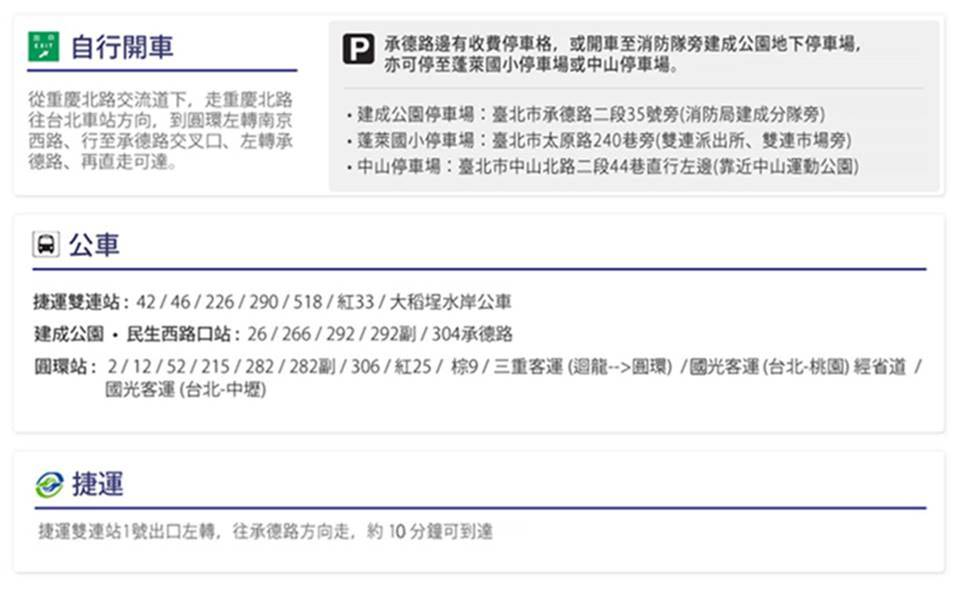 自行開車
從重慶北路交流道下，走重慶北路
往台北車站方向，到圓環左轉南京
西路、行至承德路交叉口、左轉承
德路、再直走可達。
P 承德路邊有收費停車格，或開車至消防隊旁建成公園地下停車場，
亦可停至蓬萊國小停車場或中山停車場。
• 建成公園停車場：臺北市承德路二段35號旁(消防局建成分隊旁)
• 蓬萊國小停車場：臺北市太原路240巷旁(雙連派出所、雙連市場旁)
• 中山停車場：臺北市中山北路二段44巷直行左邊(靠近中山運動公園)
公車
捷運雙連站：42 / 46 / 226 / 290 / 518 / 紅33 / 大稻埕水岸公車
建成公園 • 民生西路口站：26 / 266 / 292 / 292副 / 304承德路
圓環站：2 / 12 / 52 / 215 / 282 / 282副 / 306 / 紅25 / 棕9 / 三重客運 (迴龍-->圓環) / 國光客運 (台北-桃園) 經省道 /
國光客運 (台北-中壢)
捷運
捷運雙連站1號出口左轉，往承德路方向走，約 10 分鐘可到達